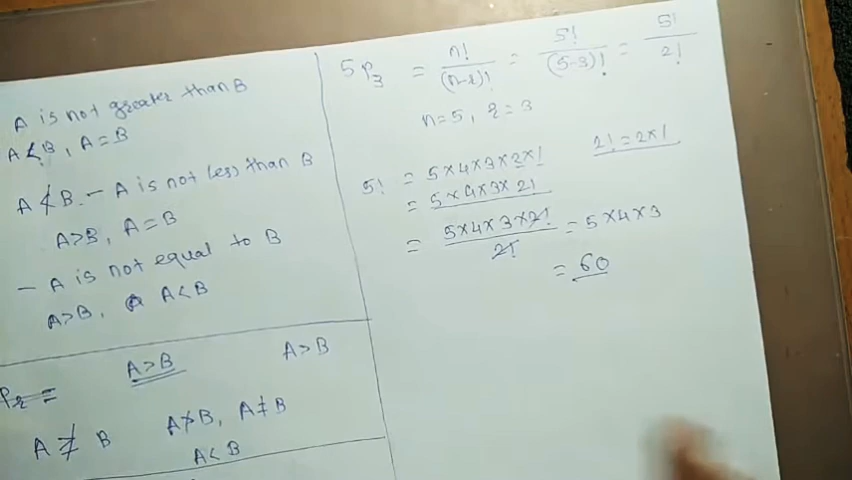 A is not greater than B
A<B, A=B
A≮B - A is not less than B
A>B, A=B
- A is not equal to B
A>B, A<B
A>B A>B
Pr =
A ≱ B A≯B, A≠B
A<B
5P3 = n!/(n-r)! = 5!/(5-3)! = 5!/2!
n=5, r=3
5! = 5×4×3×2×1 2! = 2×1
= 5×4×3×2!
= 5×4×3×2!/2! = 5×4×3
= 60